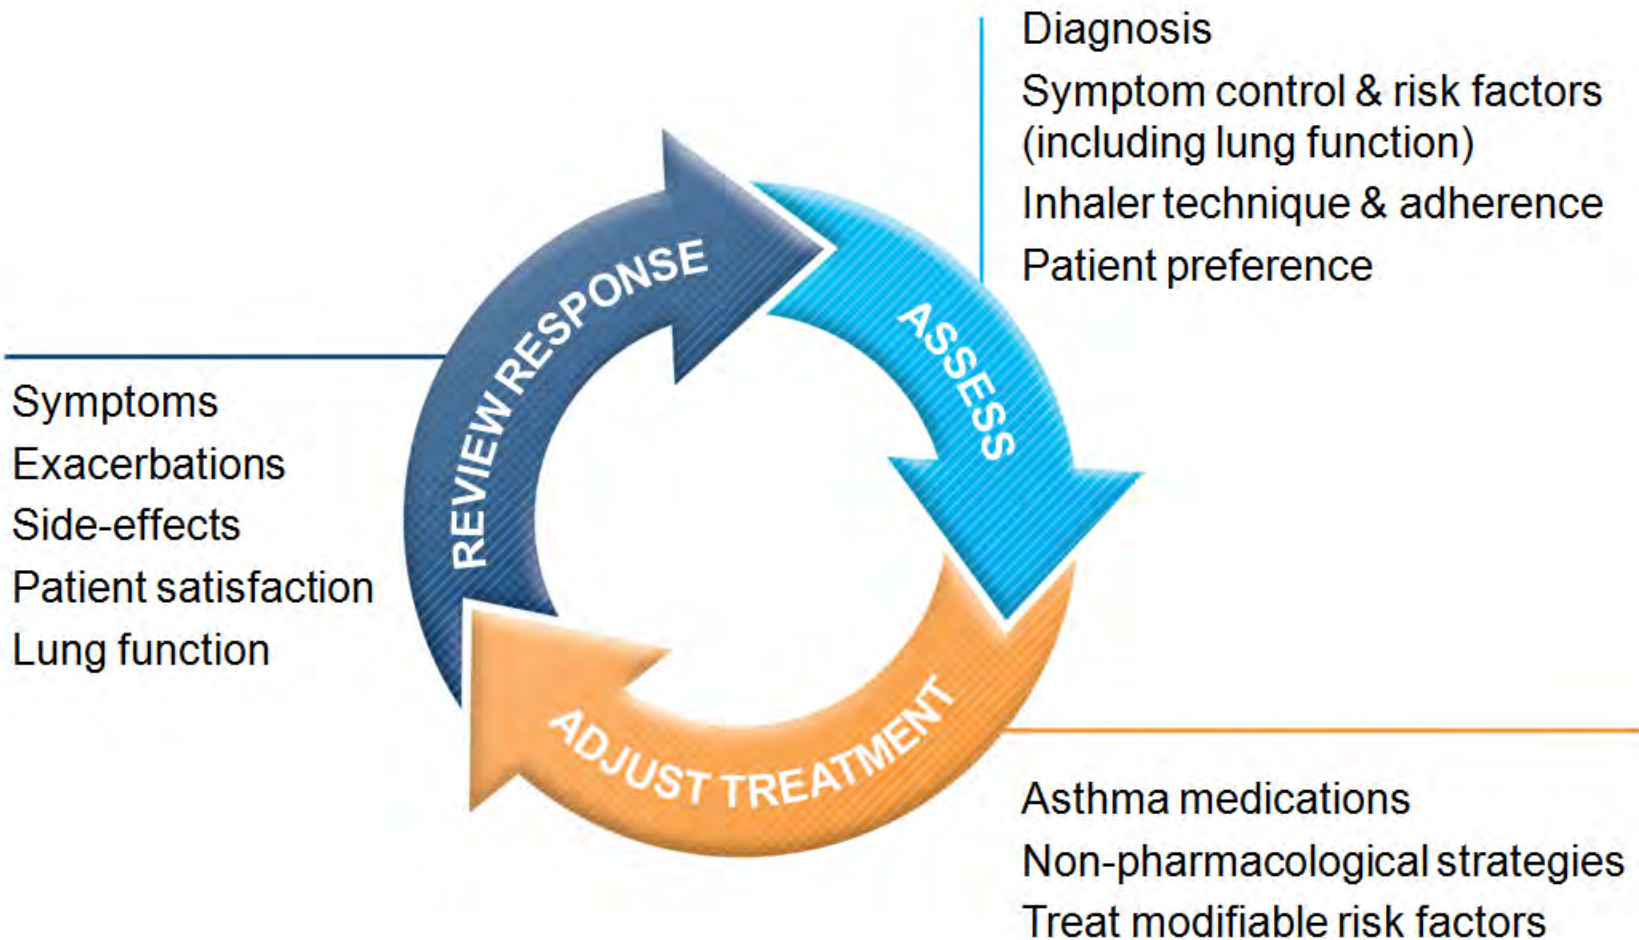 Diagnosis
Symptom control & risk factors
(including lung function)
Inhaler technique & adherence
Patient preference
REVIEW RESPONSE
ASSESS
Symptoms
Exacerbations
Side-effects
Patient satisfaction
Lung function
ADJUST TREATMENT
Asthma medications
Non-pharmacological strategies
Treat modifiable risk factors